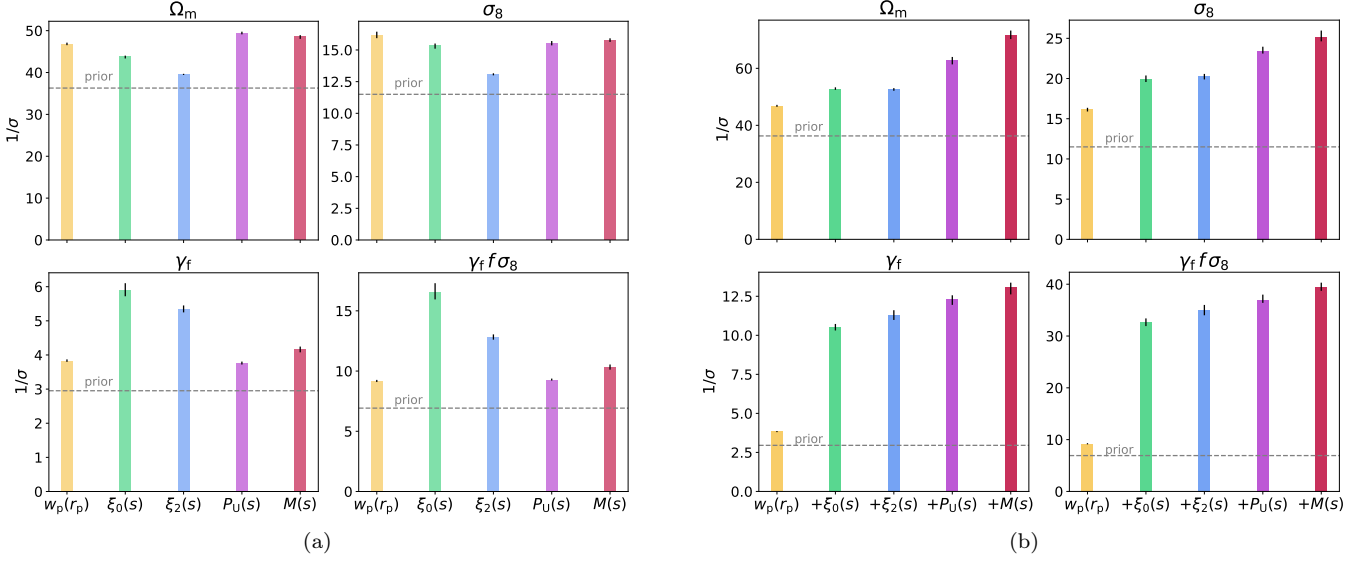 Ωm
σ8
Ωm
σ8
50
40
30
20
10
0
1/σ
prior
15.0
12.5
10.0
7.5
5.0
2.5
0.0
prior
60
40
20
0
1/σ
prior
25
20
15
10
5
0
prior
γf
γf f σ8
γf
γf f σ8
6
5
4
3
2
1
0
1/σ
prior
15
10
5
0
prior
12.5
10.0
7.5
5.0
2.5
0.0
1/σ
prior
40
30
20
10
0
prior
wp(rp) ξ0(s) ξ2(s) PU(s) M(s)
wp(rp) ξ0(s) ξ2(s) PU(s) M(s)
wp(rp) +ξ0(s) +ξ2(s) +PU(s) +M(s)
wp(rp) +ξ0(s) +ξ2(s) +PU(s) +M(s)
(a)
(b)